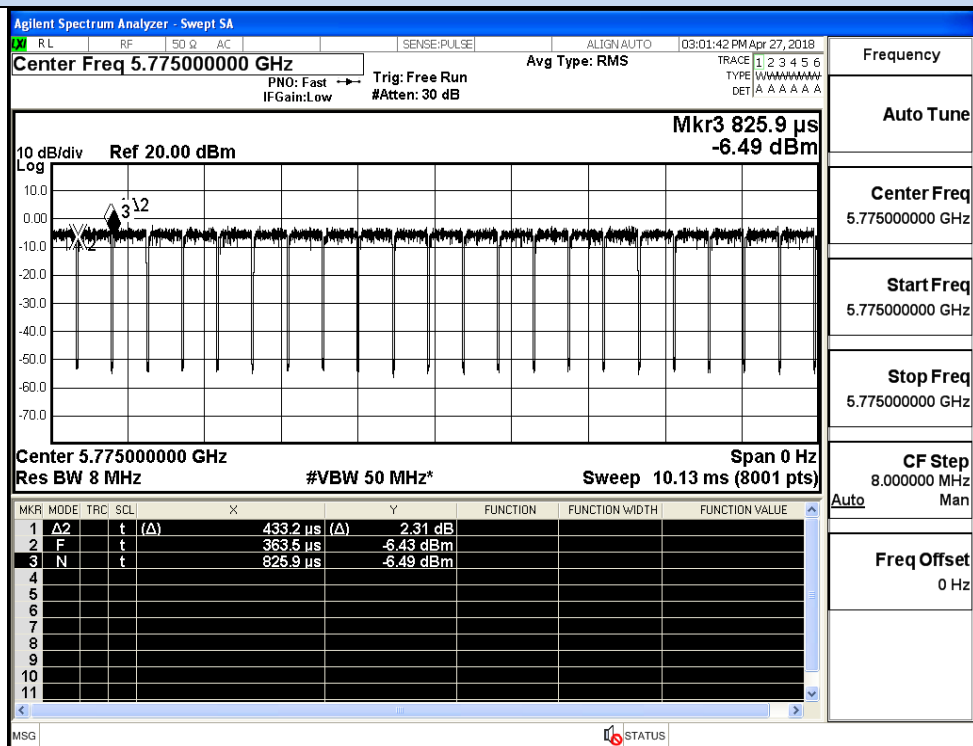 Agilent Spectrum Analyzer - Swept SA
LXI RL RF 50 Ω AC SENSE:PULSE ALIGN AUTO 03:01:42 PM Apr 27, 2018
Center Freq 5.775000000 GHz
PNO: Fast
IFGain:Low
Trig: Free Run
#Atten: 30 dB
Avg Type: RMS
TRACE 1 2 3 4 5 6
TYPE WWWWWW
DET A A A A A A
Mkr3 825.9 µs
-6.49 dBm
10 dB/div Ref 20.00 dBm
Log
10.0
0.00
-10.0
-20.0
-30.0
-40.0
-50.0
-60.0
-70.0
3 Δ2
2
Center 5.775000000 GHz Span 0 Hz
Res BW 8 MHz #VBW 50 MHz* Sweep 10.13 ms (8001 pts)
MKR MODE TRC SCL X Y FUNCTION FUNCTION WIDTH FUNCTION VALUE
1 Δ2 t (Δ) 433.2 µs (Δ) 2.31 dB
2 F t 363.5 µs -6.43 dBm
3 N t 825.9 µs -6.49 dBm
4
5
6
7
8
9
10
11
MSG STATUS
Frequency
Auto Tune
Center Freq
5.775000000 GHz
Start Freq
5.775000000 GHz
Stop Freq
5.775000000 GHz
CF Step
8.000000 MHz
Auto Man
Freq Offset
0 Hz